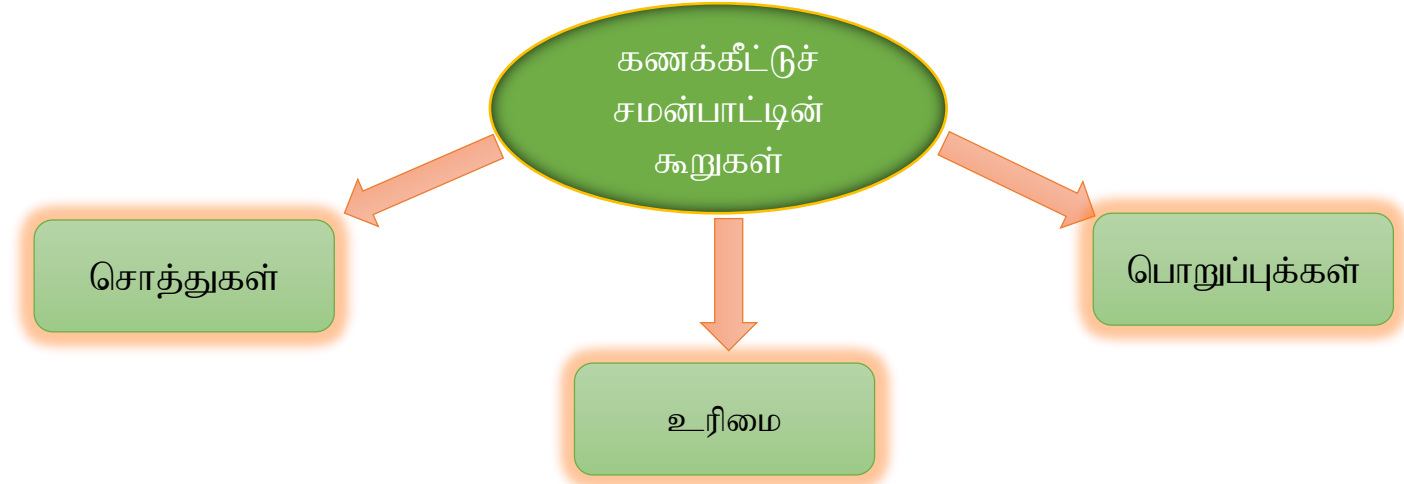 கணக்கீட்டுச்
சமன்பாட்டின்
கூறுகள்
சொத்துகள்
பொறுப்புக்கள்
உரிமை